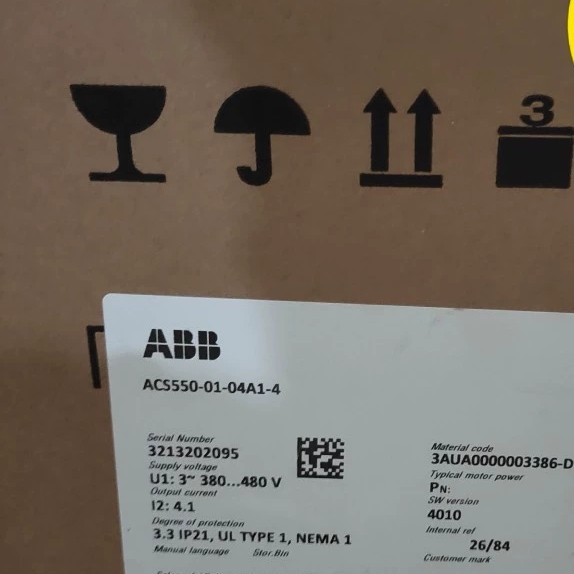 3
ABB
ACS550-01-04A1-4
Serial Number
3213202095
Supply voltage
U1: 3~ 380...480 V
Output current
I2: 4.1
Degree of protection
3.3 IP21, UL TYPE 1, NEMA 1
Manual language Stor.Bin
Material code
3AUA0000003386-D
Typical motor power
PN:
SW version
4010
Internal ref
26/84
Customer mark